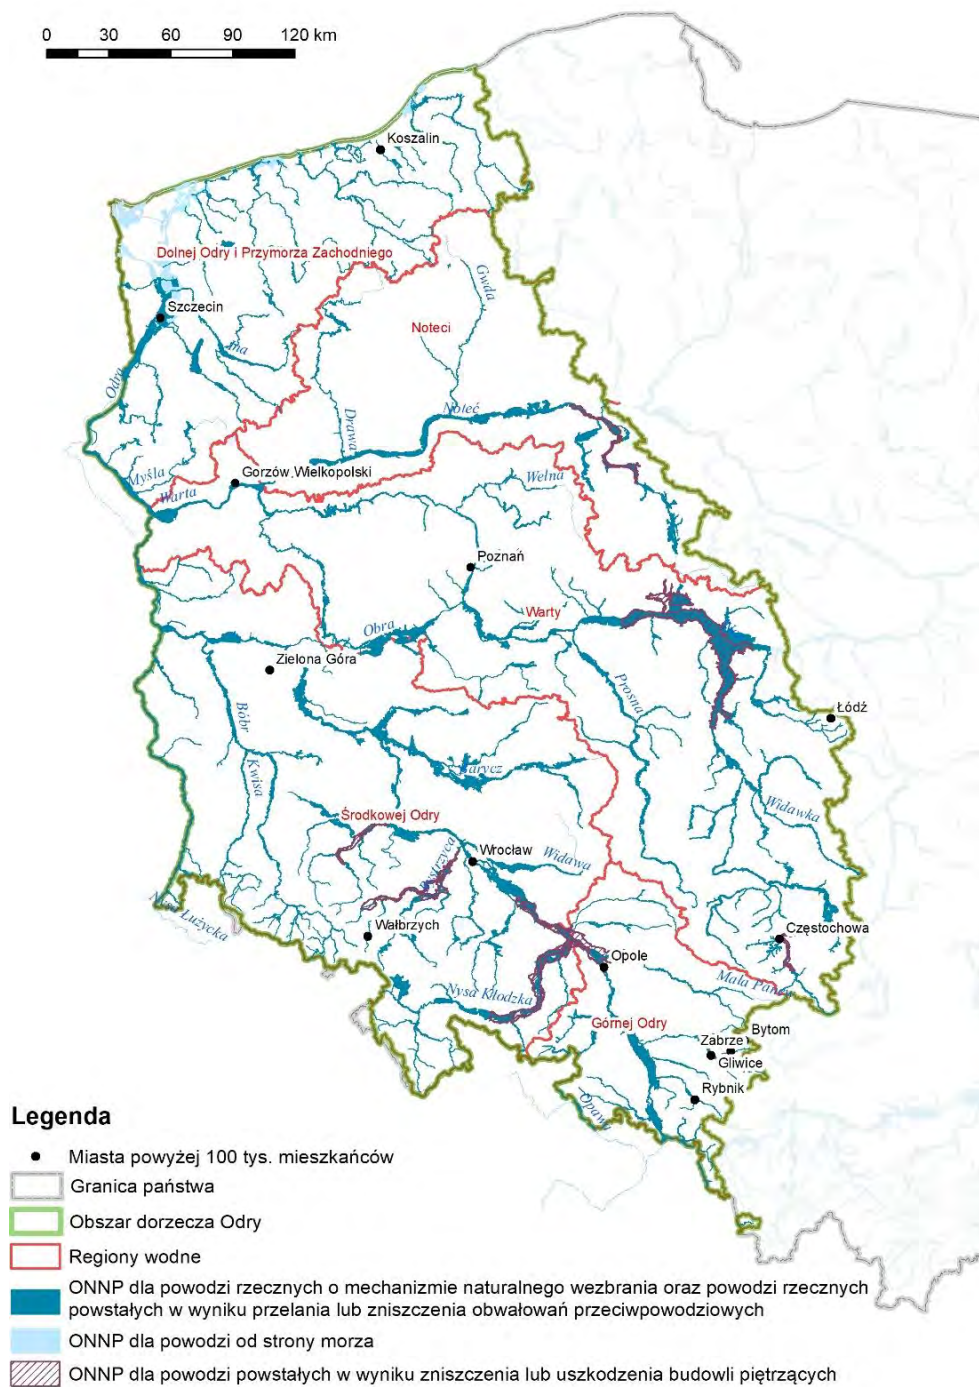 0 30 60 90 120 km
Koszalin
Dolnej Odry i Przymorza Zachodniego
Gwda
Szczecin
Noteci
Ina
Odra
Drawa
Noteć
Myśla
Gorzów Wielkopolski
Warta
Wełna
Poznań
Warty
Obra
Zielona Góra
Prosna
Bóbr
Łódź
Kwisa
Barycz
Widawka
Środkowej Odry
Wrocław
Widawa
Bystrzyca
Nysa Łużycka
Wałbrzych
Częstochowa
Opole
Mała Panew
Nysa Kłodzka
Górnej Odry
Bytom
Zabrze
Gliwice
Rybnik
Opawa
Legenda
Miasta powyżej 100 tys. mieszkańców
Granica państwa
Obszar dorzecza Odry
Regiony wodne
ONNP dla powodzi rzecznych o mechanizmie naturalnego wezbrania oraz powodzi rzecznych
powstałych w wyniku przelania lub zniszczenia obwałowań przeciwpowodziowych
ONNP dla powodzi od strony morza
ONNP dla powodzi powstałych w wyniku zniszczenia lub uszkodzenia budowli piętrzących